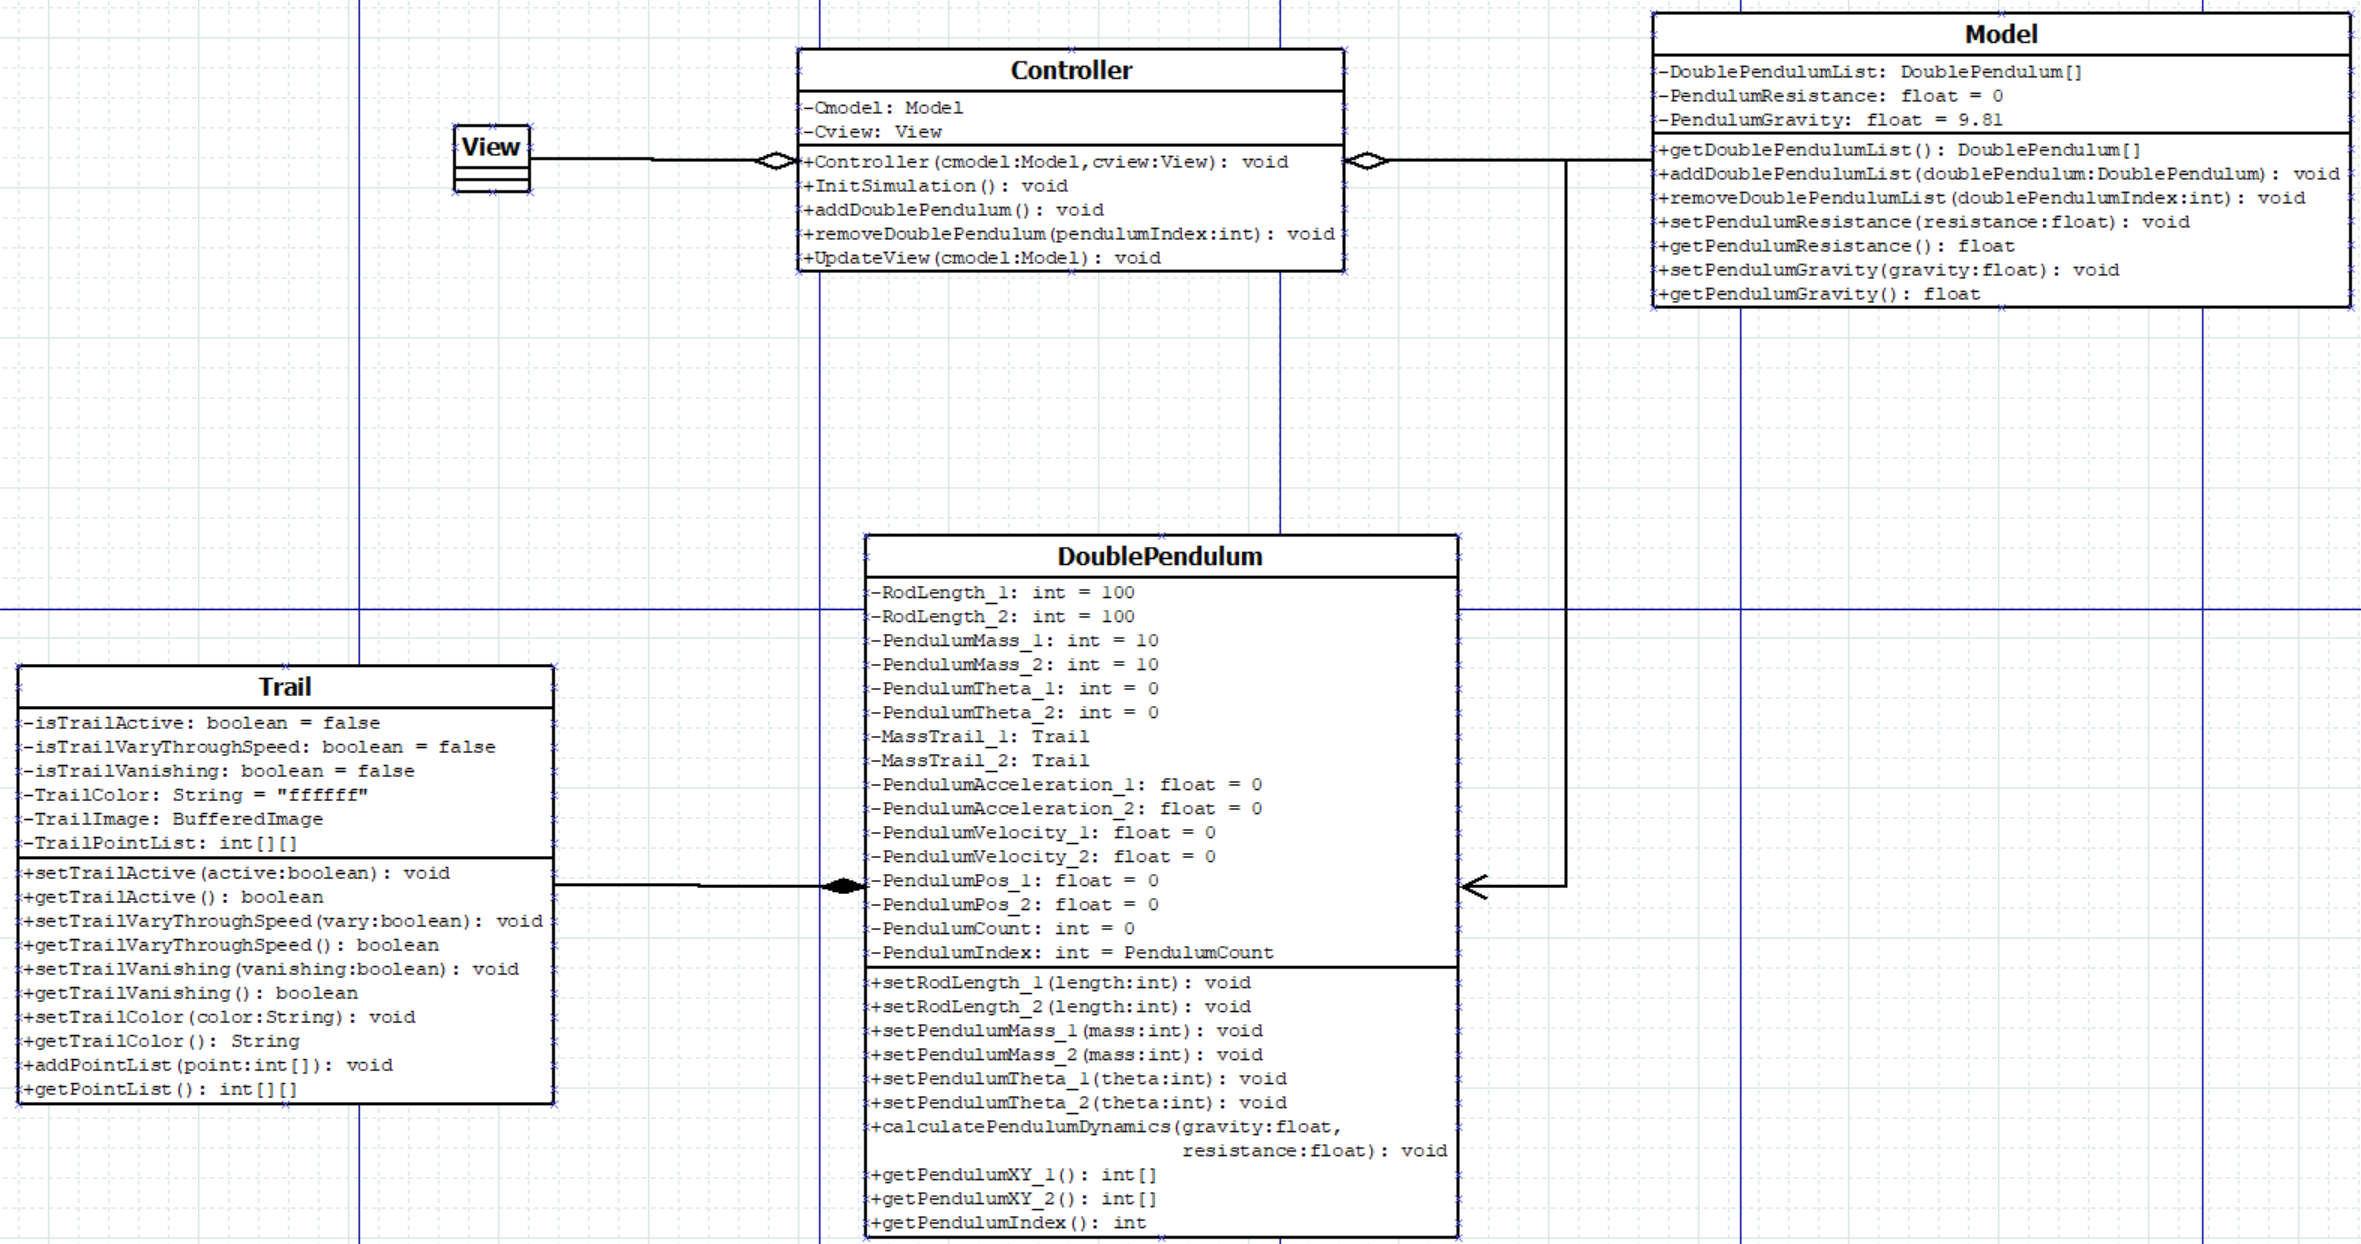 View
Controller
-Cmodel: Model
-Cview: View
+Controller(cmodel:Model,cview:View): void
+InitSimulation(): void
+addDoublePendulum(): void
+removeDoublePendulum(pendulumIndex:int): void
+UpdateView(cmodel:Model): void
Model
-DoublePendulumList: DoublePendulum[]
-PendulumResistance: float = 0
-PendulumGravity: float = 9.81
+getDoublePendulumList(): DoublePendulum[]
+addDoublePendulumList(doublePendulum:DoublePendulum): void
+removeDoublePendulumList(doublePendulumIndex:int): void
+setPendulumResistance(resistance:float): void
+getPendulumResistance(): float
+setPendulumGravity(gravity:float): void
+getPendulumGravity(): float
Trail
-isTrailActive: boolean = false
-isTrailVaryThroughSpeed: boolean = false
-isTrailVanishing: boolean = false
-TrailColor: String = "ffffff"
-TrailImage: BufferedImage
-TrailPointList: int[][]
+setTrailActive(active:boolean): void
+getTrailActive(): boolean
+setTrailVaryThroughSpeed(vary:boolean): void
+getTrailVaryThroughSpeed(): boolean
+setTrailVanishing(vanishing:boolean): void
+getTrailVanishing(): boolean
+setTrailColor(color:String): void
+getTrailColor(): String
+addPointList(point:int[]): void
+getPointList(): int[][]
DoublePendulum
-RodLength_1: int = 100
-RodLength_2: int = 100
-PendulumMass_1: int = 10
-PendulumMass_2: int = 10
-PendulumTheta_1: int = 0
-PendulumTheta_2: int = 0
-MassTrail_1: Trail
-MassTrail_2: Trail
-PendulumAcceleration_1: float = 0
-PendulumAcceleration_2: float = 0
-PendulumVelocity_1: float = 0
-PendulumVelocity_2: float = 0
-PendulumPos_1: float = 0
-PendulumPos_2: float = 0
-PendulumCount: int = 0
-PendulumIndex: int = PendulumCount
+setRodLength_1(length:int): void
+setRodLength_2(length:int): void
+setPendulumMass_1(mass:int): void
+setPendulumMass_2(mass:int): void
+setPendulumTheta_1(theta:int): void
+setPendulumTheta_2(theta:int): void
+calculatePendulumDynamics(gravity:float,
resistance:float): void
+getPendulumXY_1(): int[]
+getPendulumXY_2(): int[]
+getPendulumIndex(): int